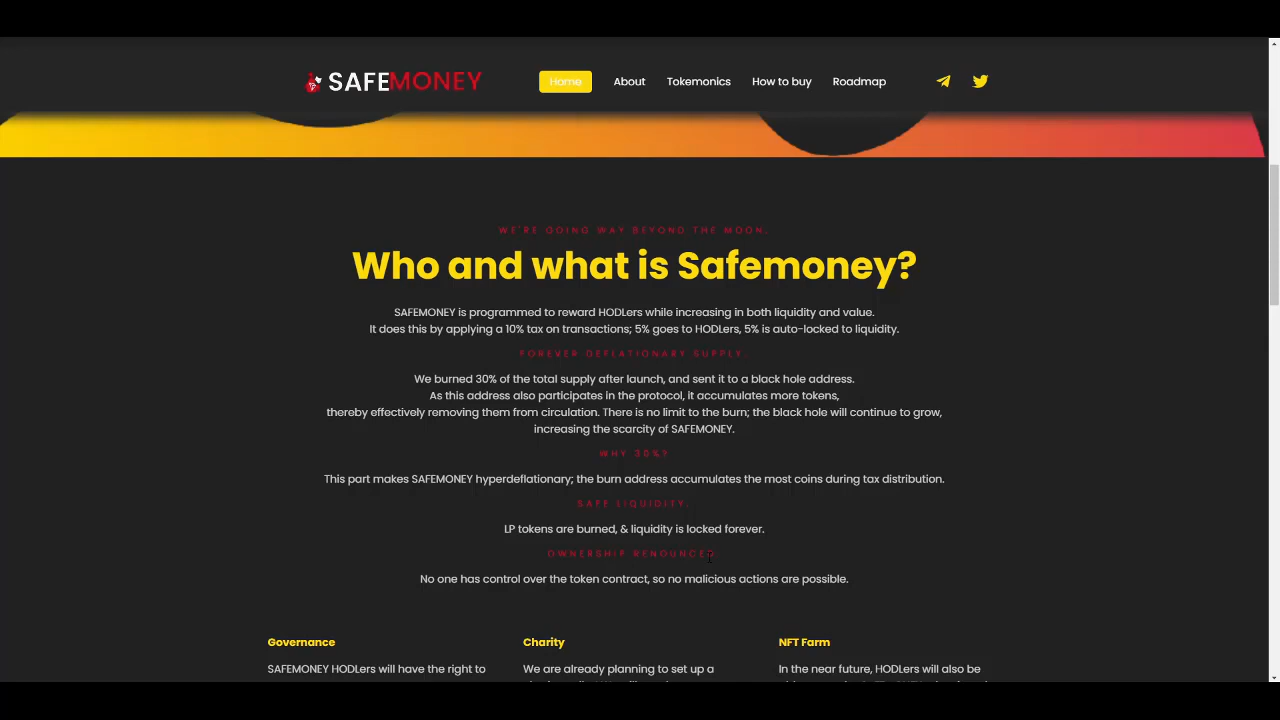 SAFEMONEY
Home
About
Tokemonics
How to buy
Roadmap
WE'RE GOING WAY BEYOND THE MOON.
Who and what is Safemoney?
SAFEMONEY is programmed to reward HODLers while increasing in both liquidity and value.
It does this by applying a 10% tax on transactions; 5% goes to HODLers, 5% is auto-locked to liquidity.
FOREVER DEFLATIONARY SUPPLY.
We burned 30% of the total supply after launch, and sent it to a black hole address.
As this address also participates in the protocol, it accumulates more tokens,
thereby effectively removing them from circulation. There is no limit to the burn; the black hole will continue to grow,
increasing the scarcity of SAFEMONEY.
WHY 30%?
This part makes SAFEMONEY hyperdeflationary; the burn address accumulates the most coins during tax distribution.
SAFE LIQUIDITY.
LP tokens are burned, & liquidity is locked forever.
OWNERSHIP RENOUNCED.
No one has control over the token contract, so no malicious actions are possible.
Governance
SAFEMONEY HODLers will have the right to
Charity
We are already planning to set up a
NFT Farm
In the near future, HODLers will also be